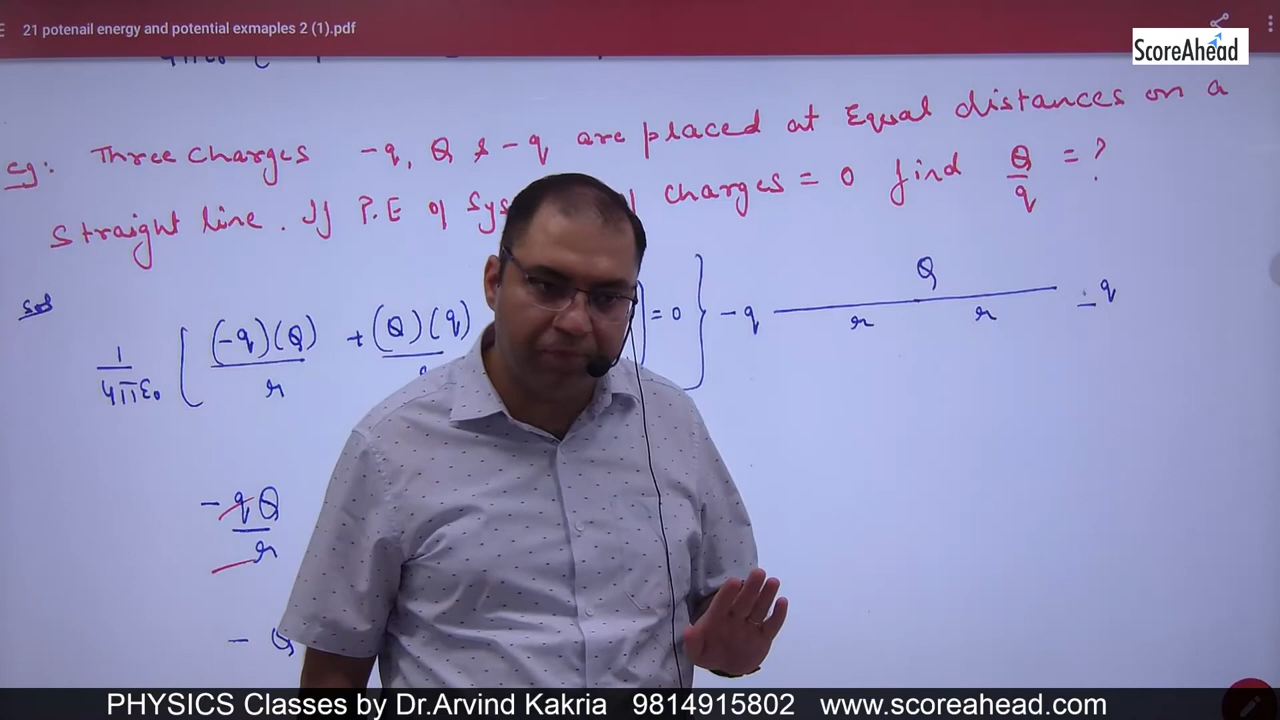 21 potenail energy and potential exmaples 2 (1).pdf
ScoreAhead
4πε₀
eg: Three charges -q, Q & -q are placed at Equal distances on a
straight line. If P.E of Sys charges = 0 find Q/q = ?
Sol
1/4πε₀ [ (-q)(Q)/r + (Q)(q) ] = 0 } -q Q -q
r r
-qQ/r
- Q
PHYSICS Classes by Dr.Arvind Kakria 9814915802 www.scoreahead.com